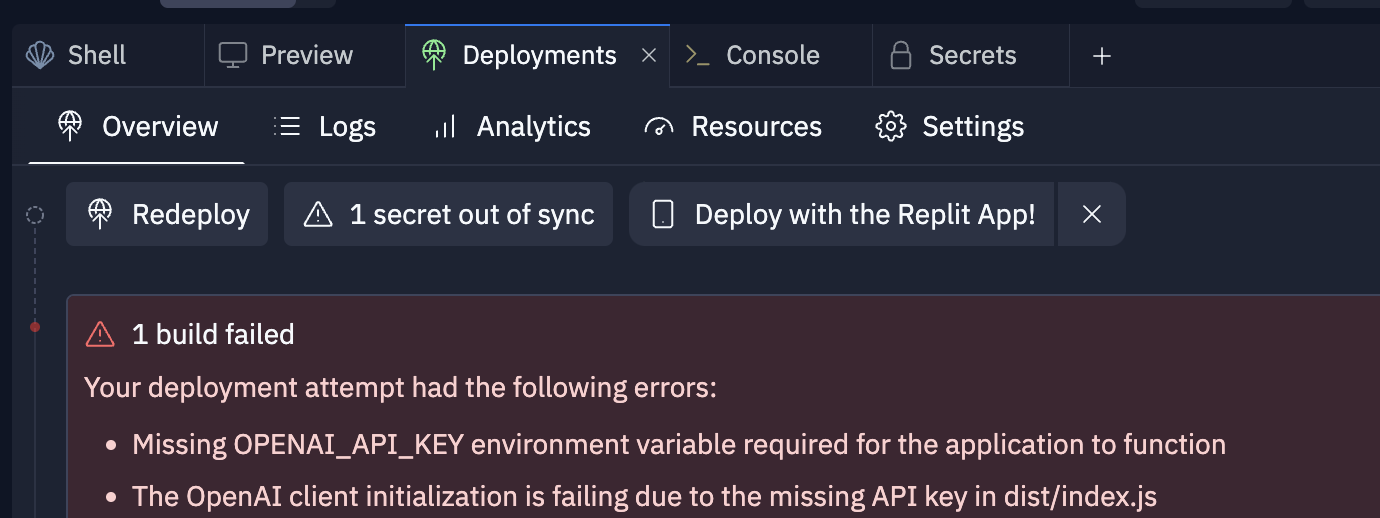 Shell Preview Deployments Console Secrets
Overview Logs Analytics Resources Settings
Redeploy 1 secret out of sync Deploy with the Replit App!
1 build failed
Your deployment attempt had the following errors:
• Missing OPENAI_API_KEY environment variable required for the application to function
• The OpenAI client initialization is failing due to the missing API key in dist/index.js